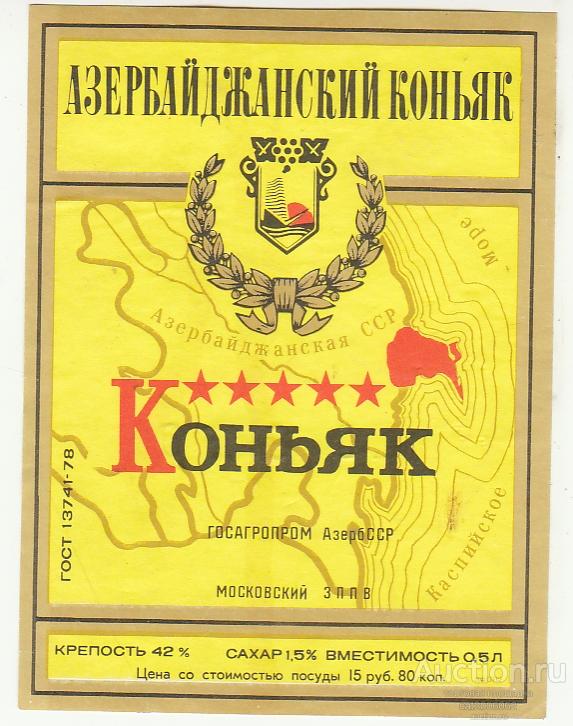 АЗЕРБАЙДЖАНСКИЙ КОНЬЯК
Море
Азербайджанская ССР
Коньяк
ГОСТ 13741-78
ГОСАГРОПРОМ АзербССР
Каспийское
МОСКОВСКИЙ ЗППВ
КРЕПОСТЬ 42% САХАР 1,5% ВМЕСТИМОСТЬ 0,5Л
Цена со стоимостью посуды 15 руб. 80 коп.
Auction.ru